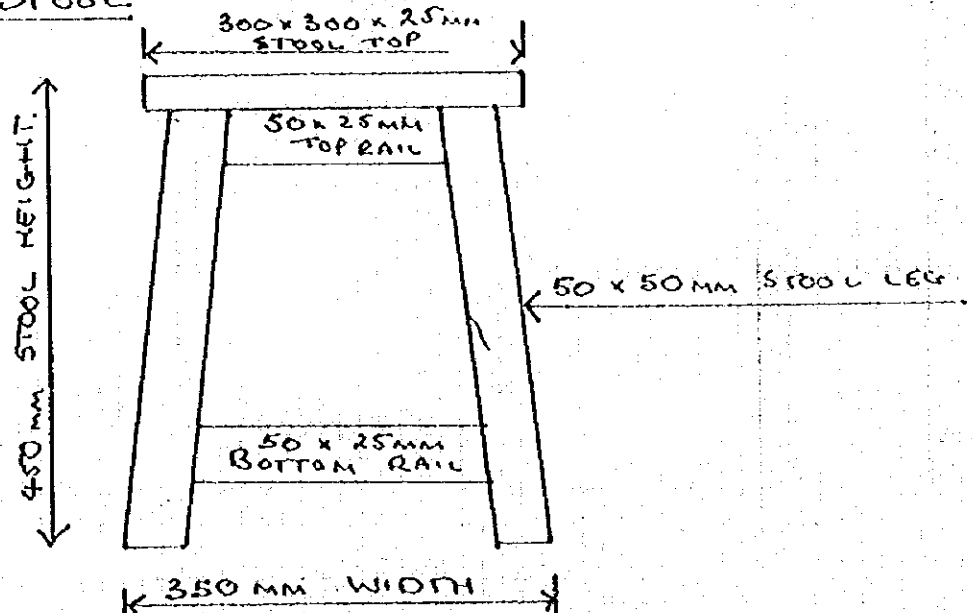 STOOL
300 x 300 x 25MM
STOOL TOP
50 x 25MM
TOP RAIL
450 MM STOOL HEIGHT.
50 x 50 MM STOOL LEG
50 x 25MM
BOTTOM RAIL
350 MM WIDTH